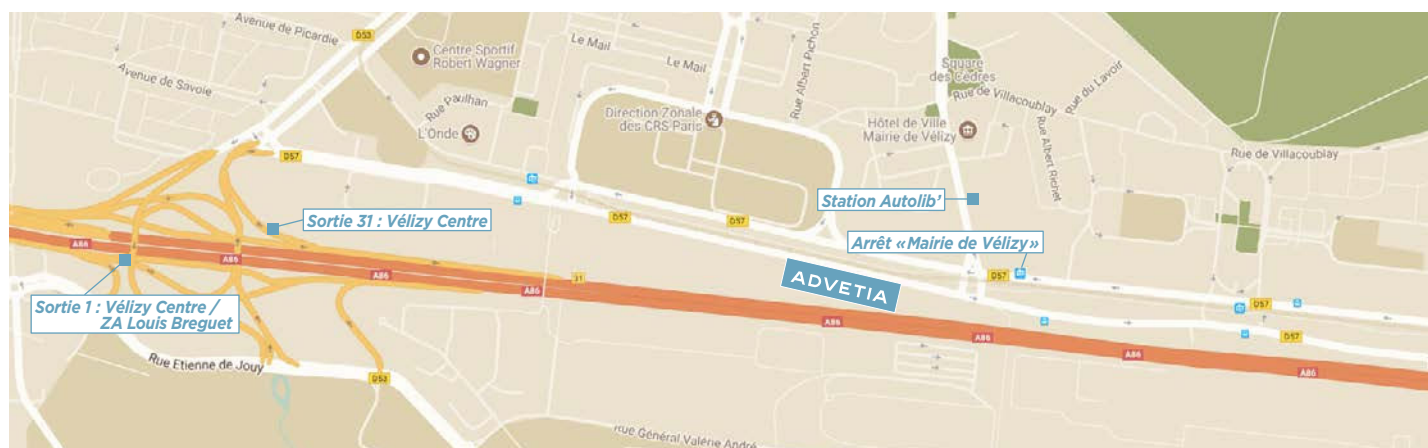 Avenue de Picardie
D53
Centre Sportif
Robert Wagner
Le Mail
Le Mail
Rue Albert Pichon
Square
des Cèdres
Rue du Lavoir
Avenue de Savoie
Rue Paulhan
L'Onde
Direction Zonale
des CRS Paris
Hôtel de Ville
Mairie de Vélizy
Rue de Villacoublay
Rue Albert Richet
Rue de Villacoublay
D57
Station Autolib'
Sortie 31 : Vélizy Centre
D57
D57
Arrêt «Mairie de Vélizy»
A86
A86
A86
31
A86
ADVETIA
D57
D57
Sortie 1 : Vélizy Centre /
ZA Louis Breguet
A86
A86
D57
A86
A86
Rue Etienne de Jouy
D53
Rue Général Valérie André